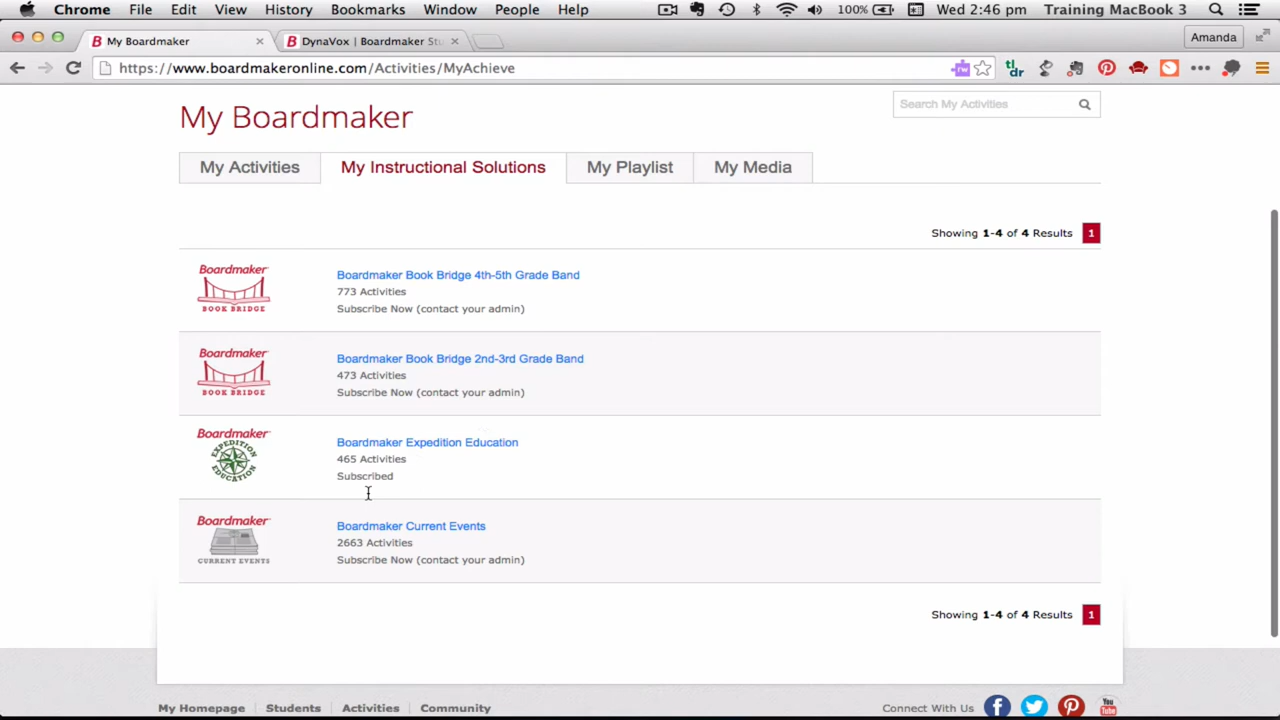 Chrome File Edit View History Bookmarks Window People Help 100% Wed 2:46 pm Training MacBook 3
My Boardmaker DynaVox | Boardmaker Stu Amanda
https://www.boardmakeronline.com/Activities/MyAchieve
My Boardmaker
Search My Activities
My Activities My Instructional Solutions My Playlist My Media
Showing 1-4 of 4 Results 1
Boardmaker
BOOK BRIDGE
Boardmaker Book Bridge 4th-5th Grade Band
773 Activities
Subscribe Now (contact your admin)
Boardmaker
BOOK BRIDGE
Boardmaker Book Bridge 2nd-3rd Grade Band
473 Activities
Subscribe Now (contact your admin)
Boardmaker
EXPEDITION EDUCATION
Boardmaker Expedition Education
465 Activities
Subscribed
Boardmaker
CURRENT EVENTS
Boardmaker Current Events
2663 Activities
Subscribe Now (contact your admin)
Showing 1-4 of 4 Results 1
My Homepage Students Activities Community Connect With Us You Tube